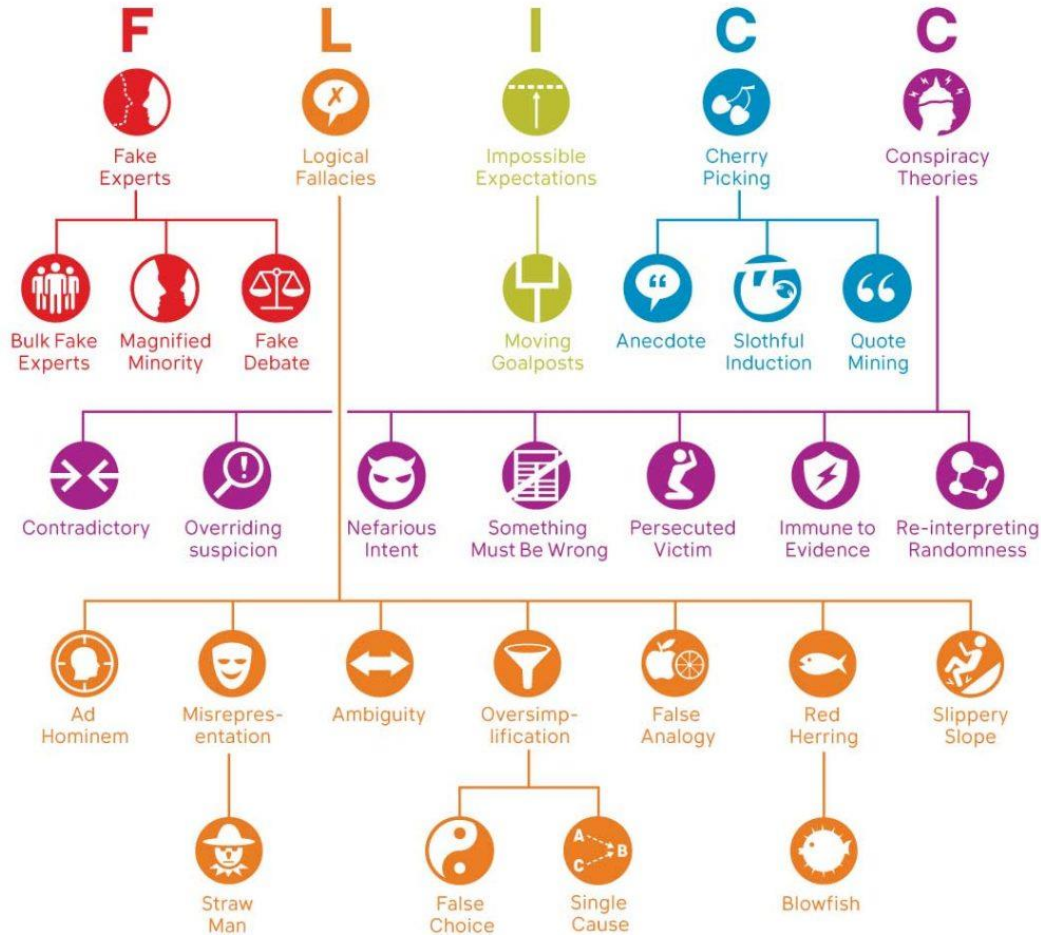 F L I C C
Fake Experts
Logical Fallacies
Impossible Expectations
Cherry Picking
Conspiracy Theories
Bulk Fake Experts
Magnified Minority
Fake Debate
Moving Goalposts
Anecdote
Slothful Induction
Quote Mining
Contradictory
Overriding suspicion
Nefarious Intent
Something Must Be Wrong
Persecuted Victim
Immune to Evidence
Re-interpreting Randomness
Ad Hominem
Misrepres-entation
Ambiguity
Oversimp-lification
False Analogy
Red Herring
Slippery Slope
Straw Man
False Choice
A
B
C
Single Cause
Blowfish